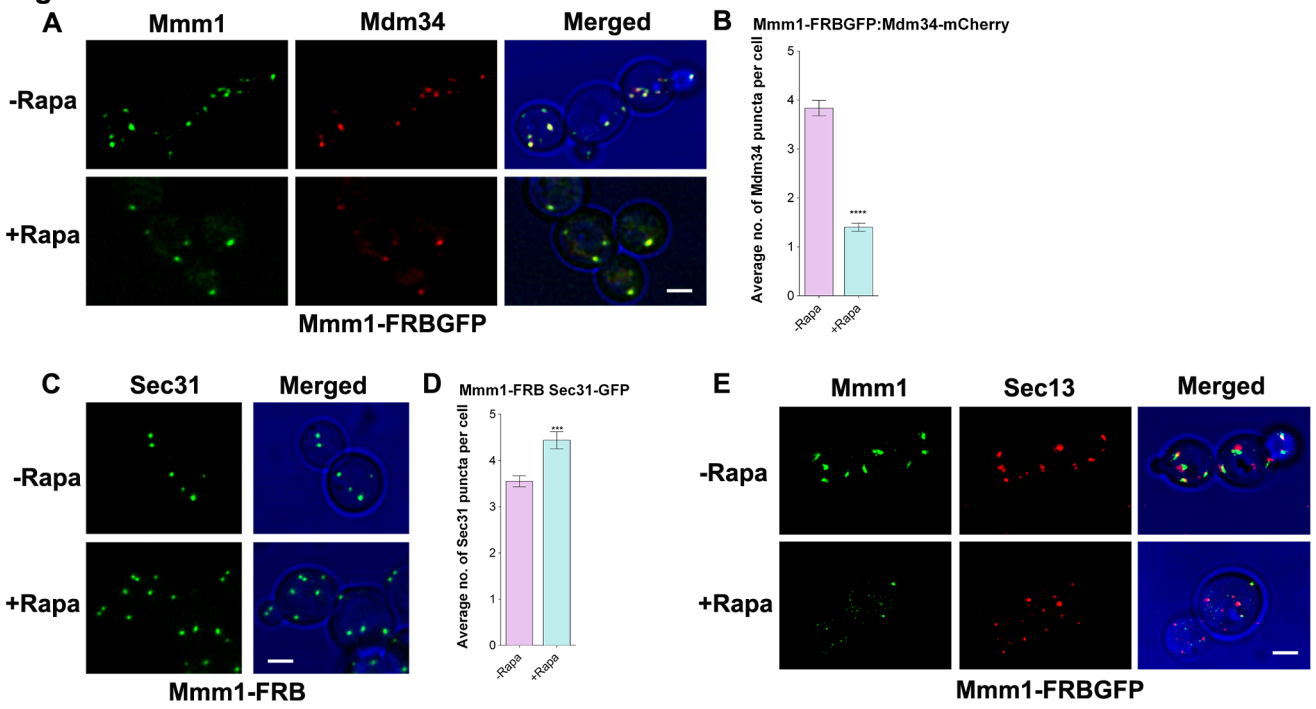 A
Mmm1
Mdm34
Merged
-Rapa
+Rapa
Mmm1-FRBGFP
B
Mmm1-FRBGFP:Mdm34-mCherry
Average no. of Mdm34 puncta per cell
5
4
3
2
1
0
****
-Rapa
+Rapa
C
Sec31
Merged
-Rapa
+Rapa
Mmm1-FRB
D
Mmm1-FRB Sec31-GFP
Average no. of Sec31 puncta per cell
5
4
3
2
1
0
***
-Rapa
+Rapa
E
Mmm1
Sec13
Merged
-Rapa
+Rapa
Mmm1-FRBGFP